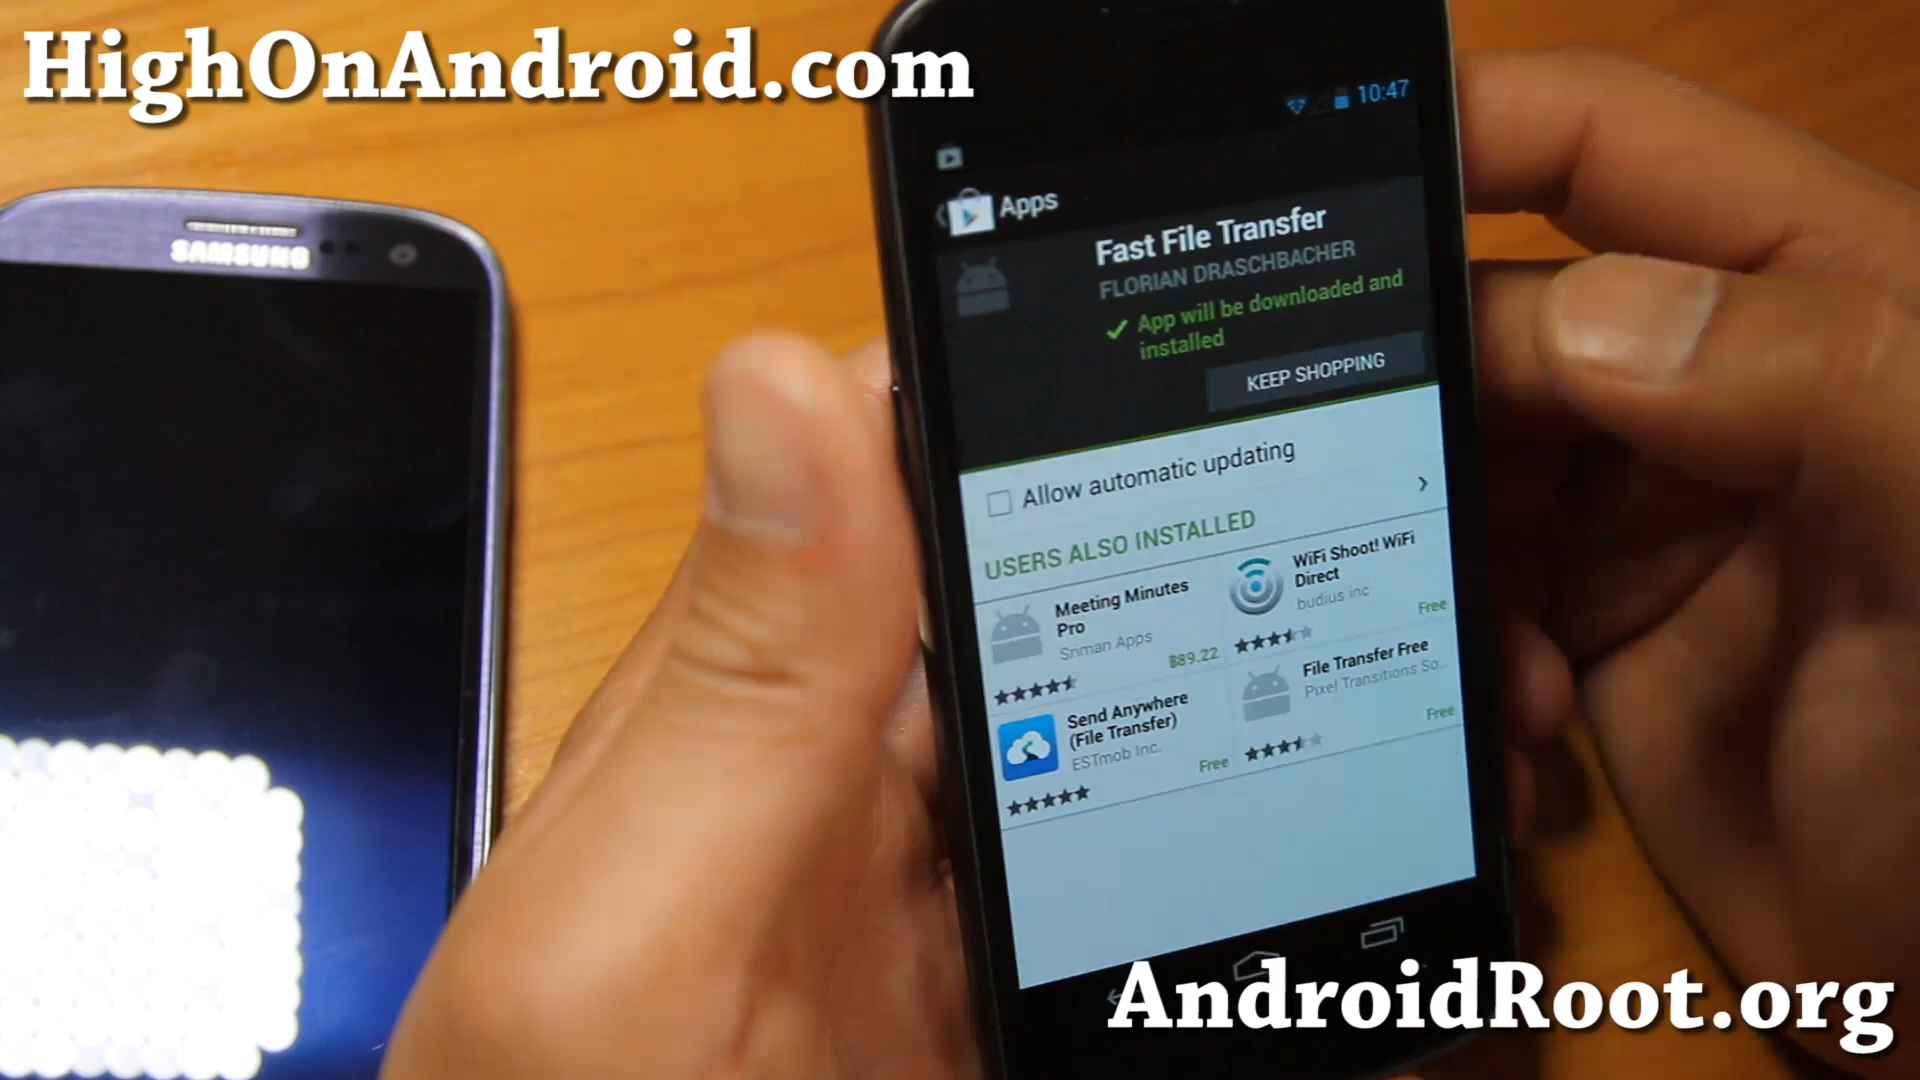 HighOnAndroid.com
SAMSUNG
10:47
Apps
Fast File Transfer
FLORIAN DRASCHBACHER
App will be downloaded and
installed
KEEP SHOPPING
Allow automatic updating
USERS ALSO INSTALLED
Meeting Minutes
Pro
Sriman Apps
฿89.22
WiFi Shoot! WiFi
Direct
budius inc
Free
Send Anywhere
(File Transfer)
ESTmob Inc.
Free
File Transfer Free
Pixel Transitions So...
Free
AndroidRoot.org